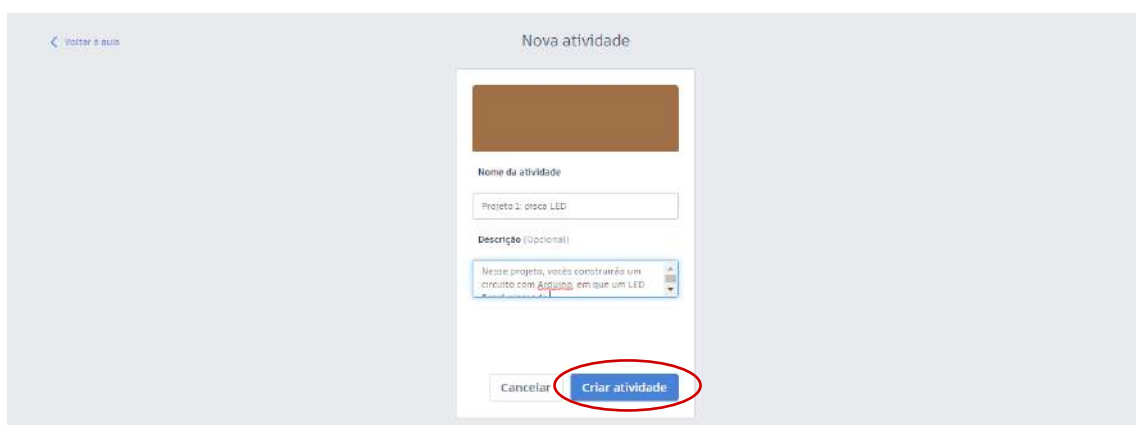 Voltar à aula
Nova atividade
Nome da atividade
Projeto 1: pisca LED
Descrição (Opcional)
Nesse projeto, vocês construirão um
circuito com Arduino, em que um LED
Cancelar
Criar atividade